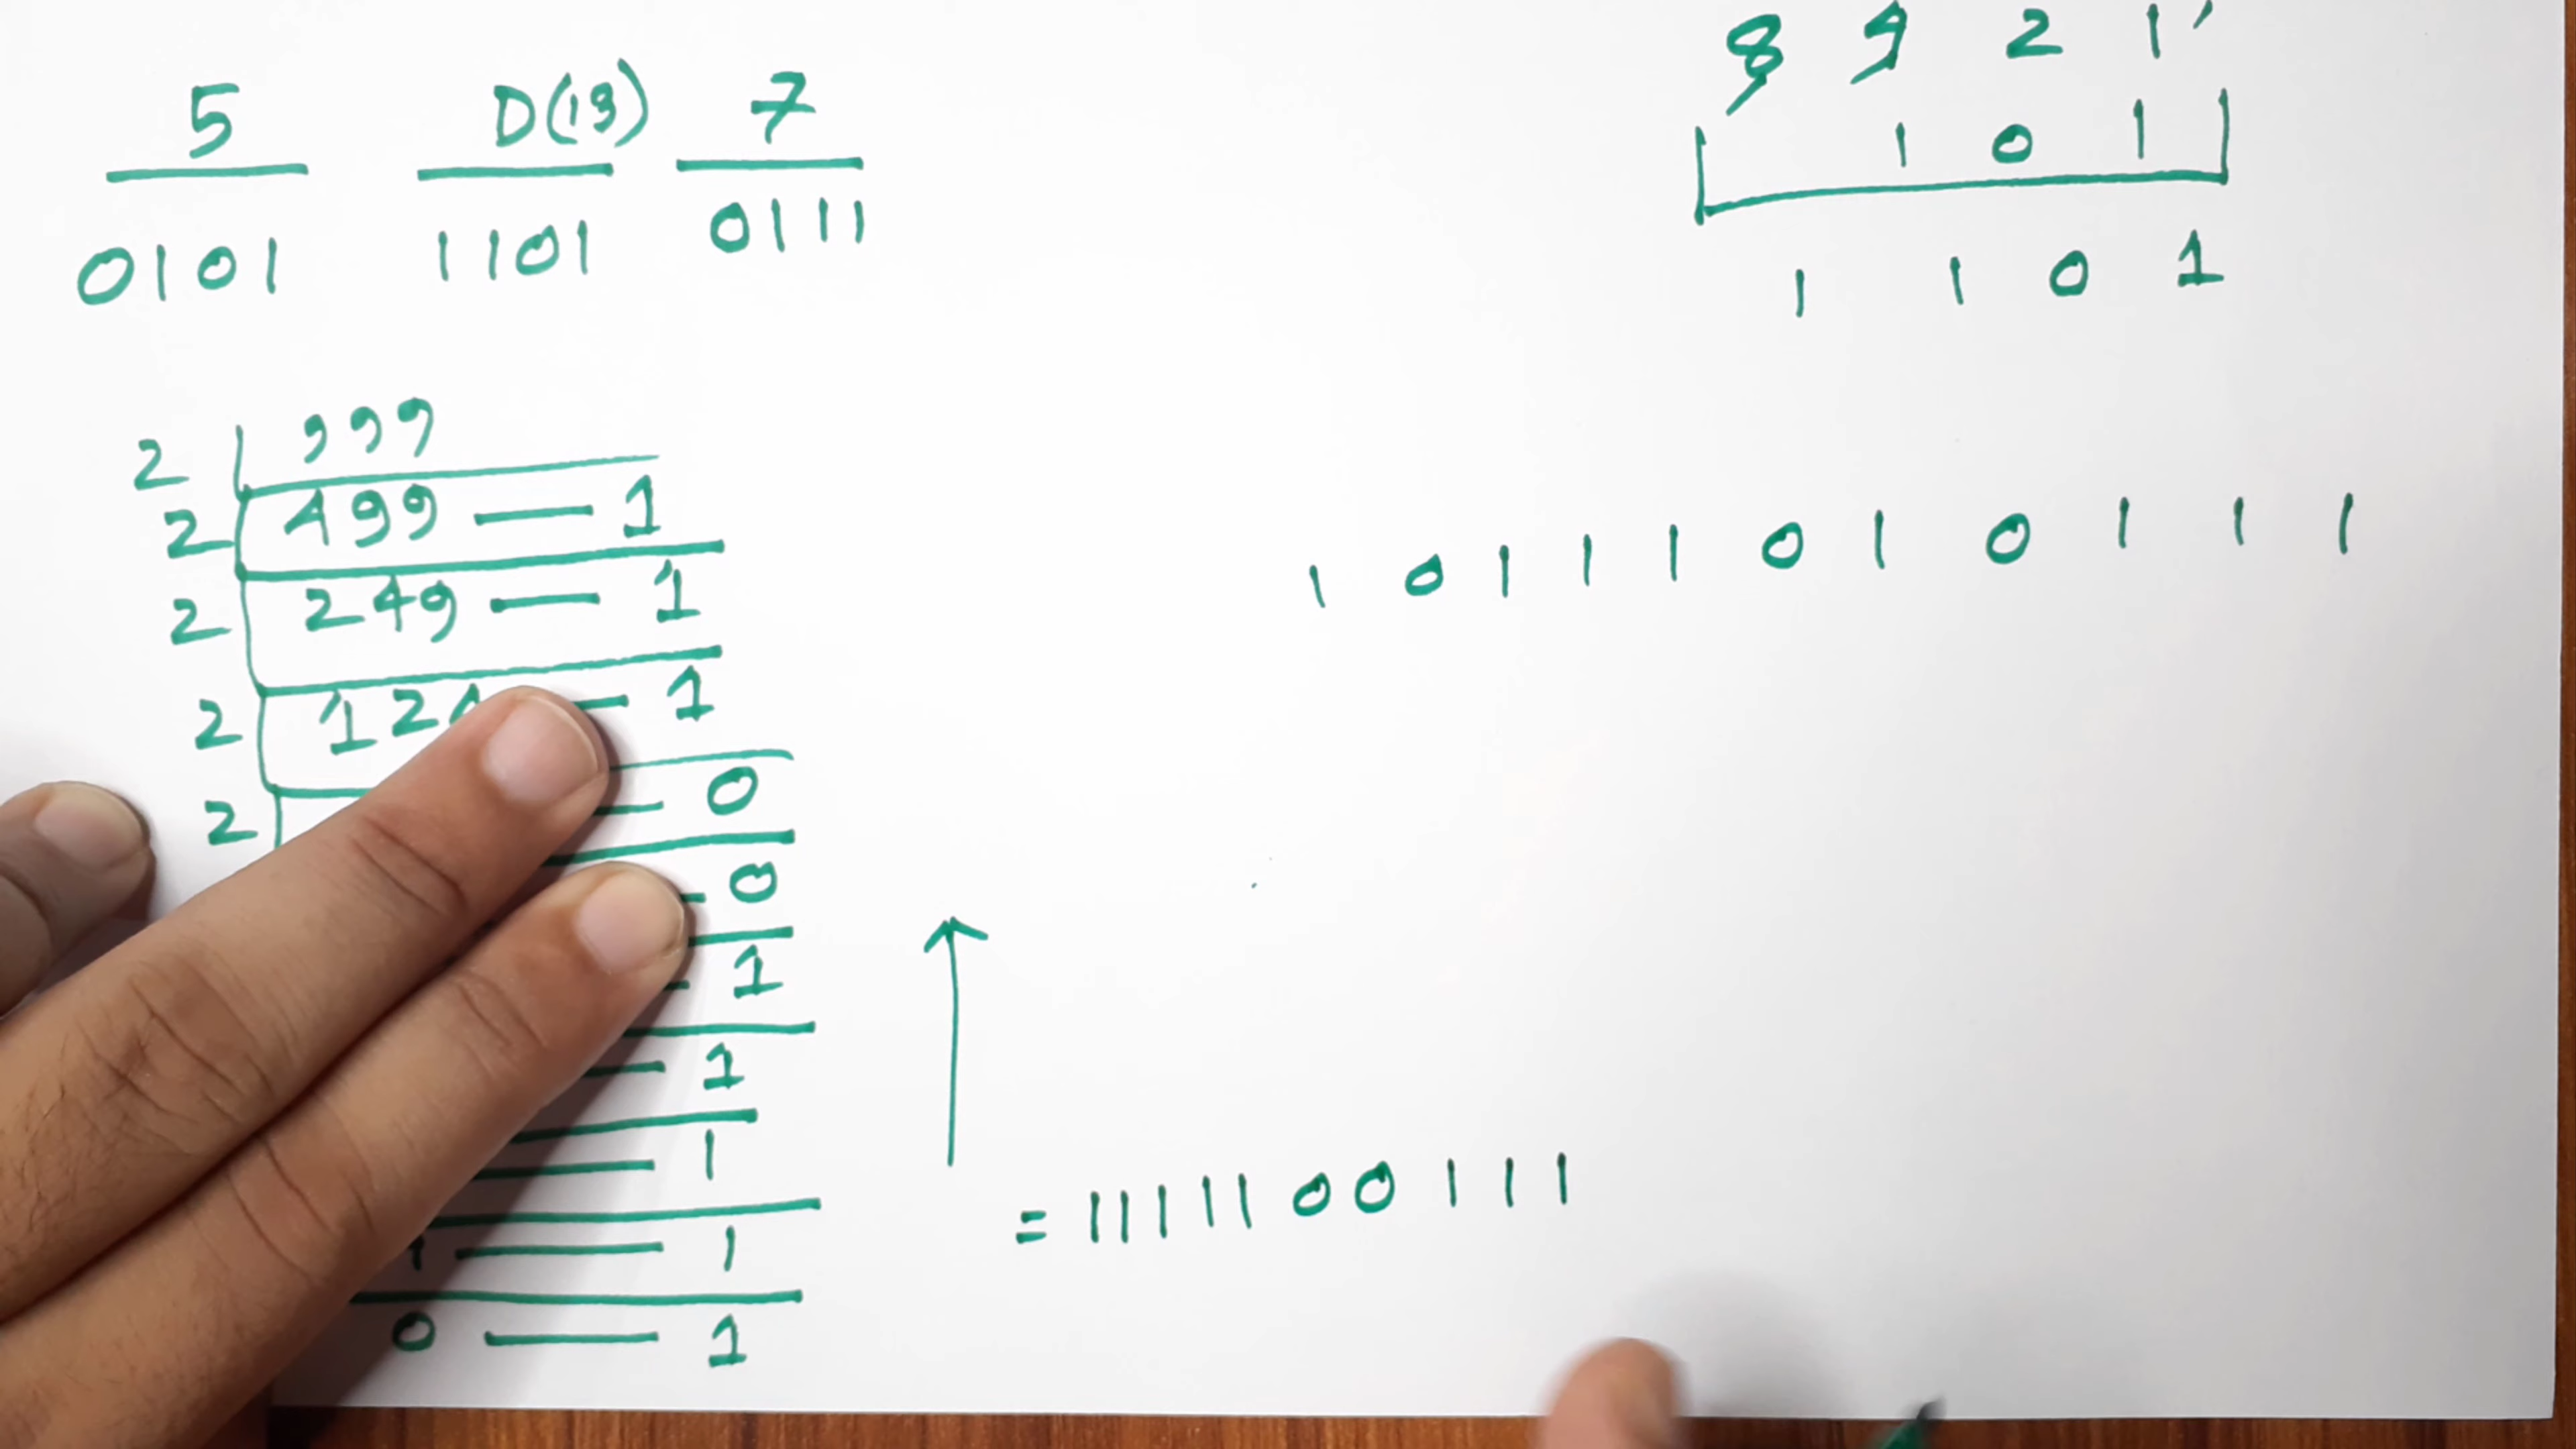 5 D(13) 7
0101 1101 0111
8 4 2 1
1 0 1
1 1 0 1
2 999
2 499 — 1
2 249 — 1
2 — 1
2 — 0
- 0
- 1
— 1
— 1
1 — 1
0 — 1
1 0 1 1 1 0 1 0 1 1 1
= 1111100111